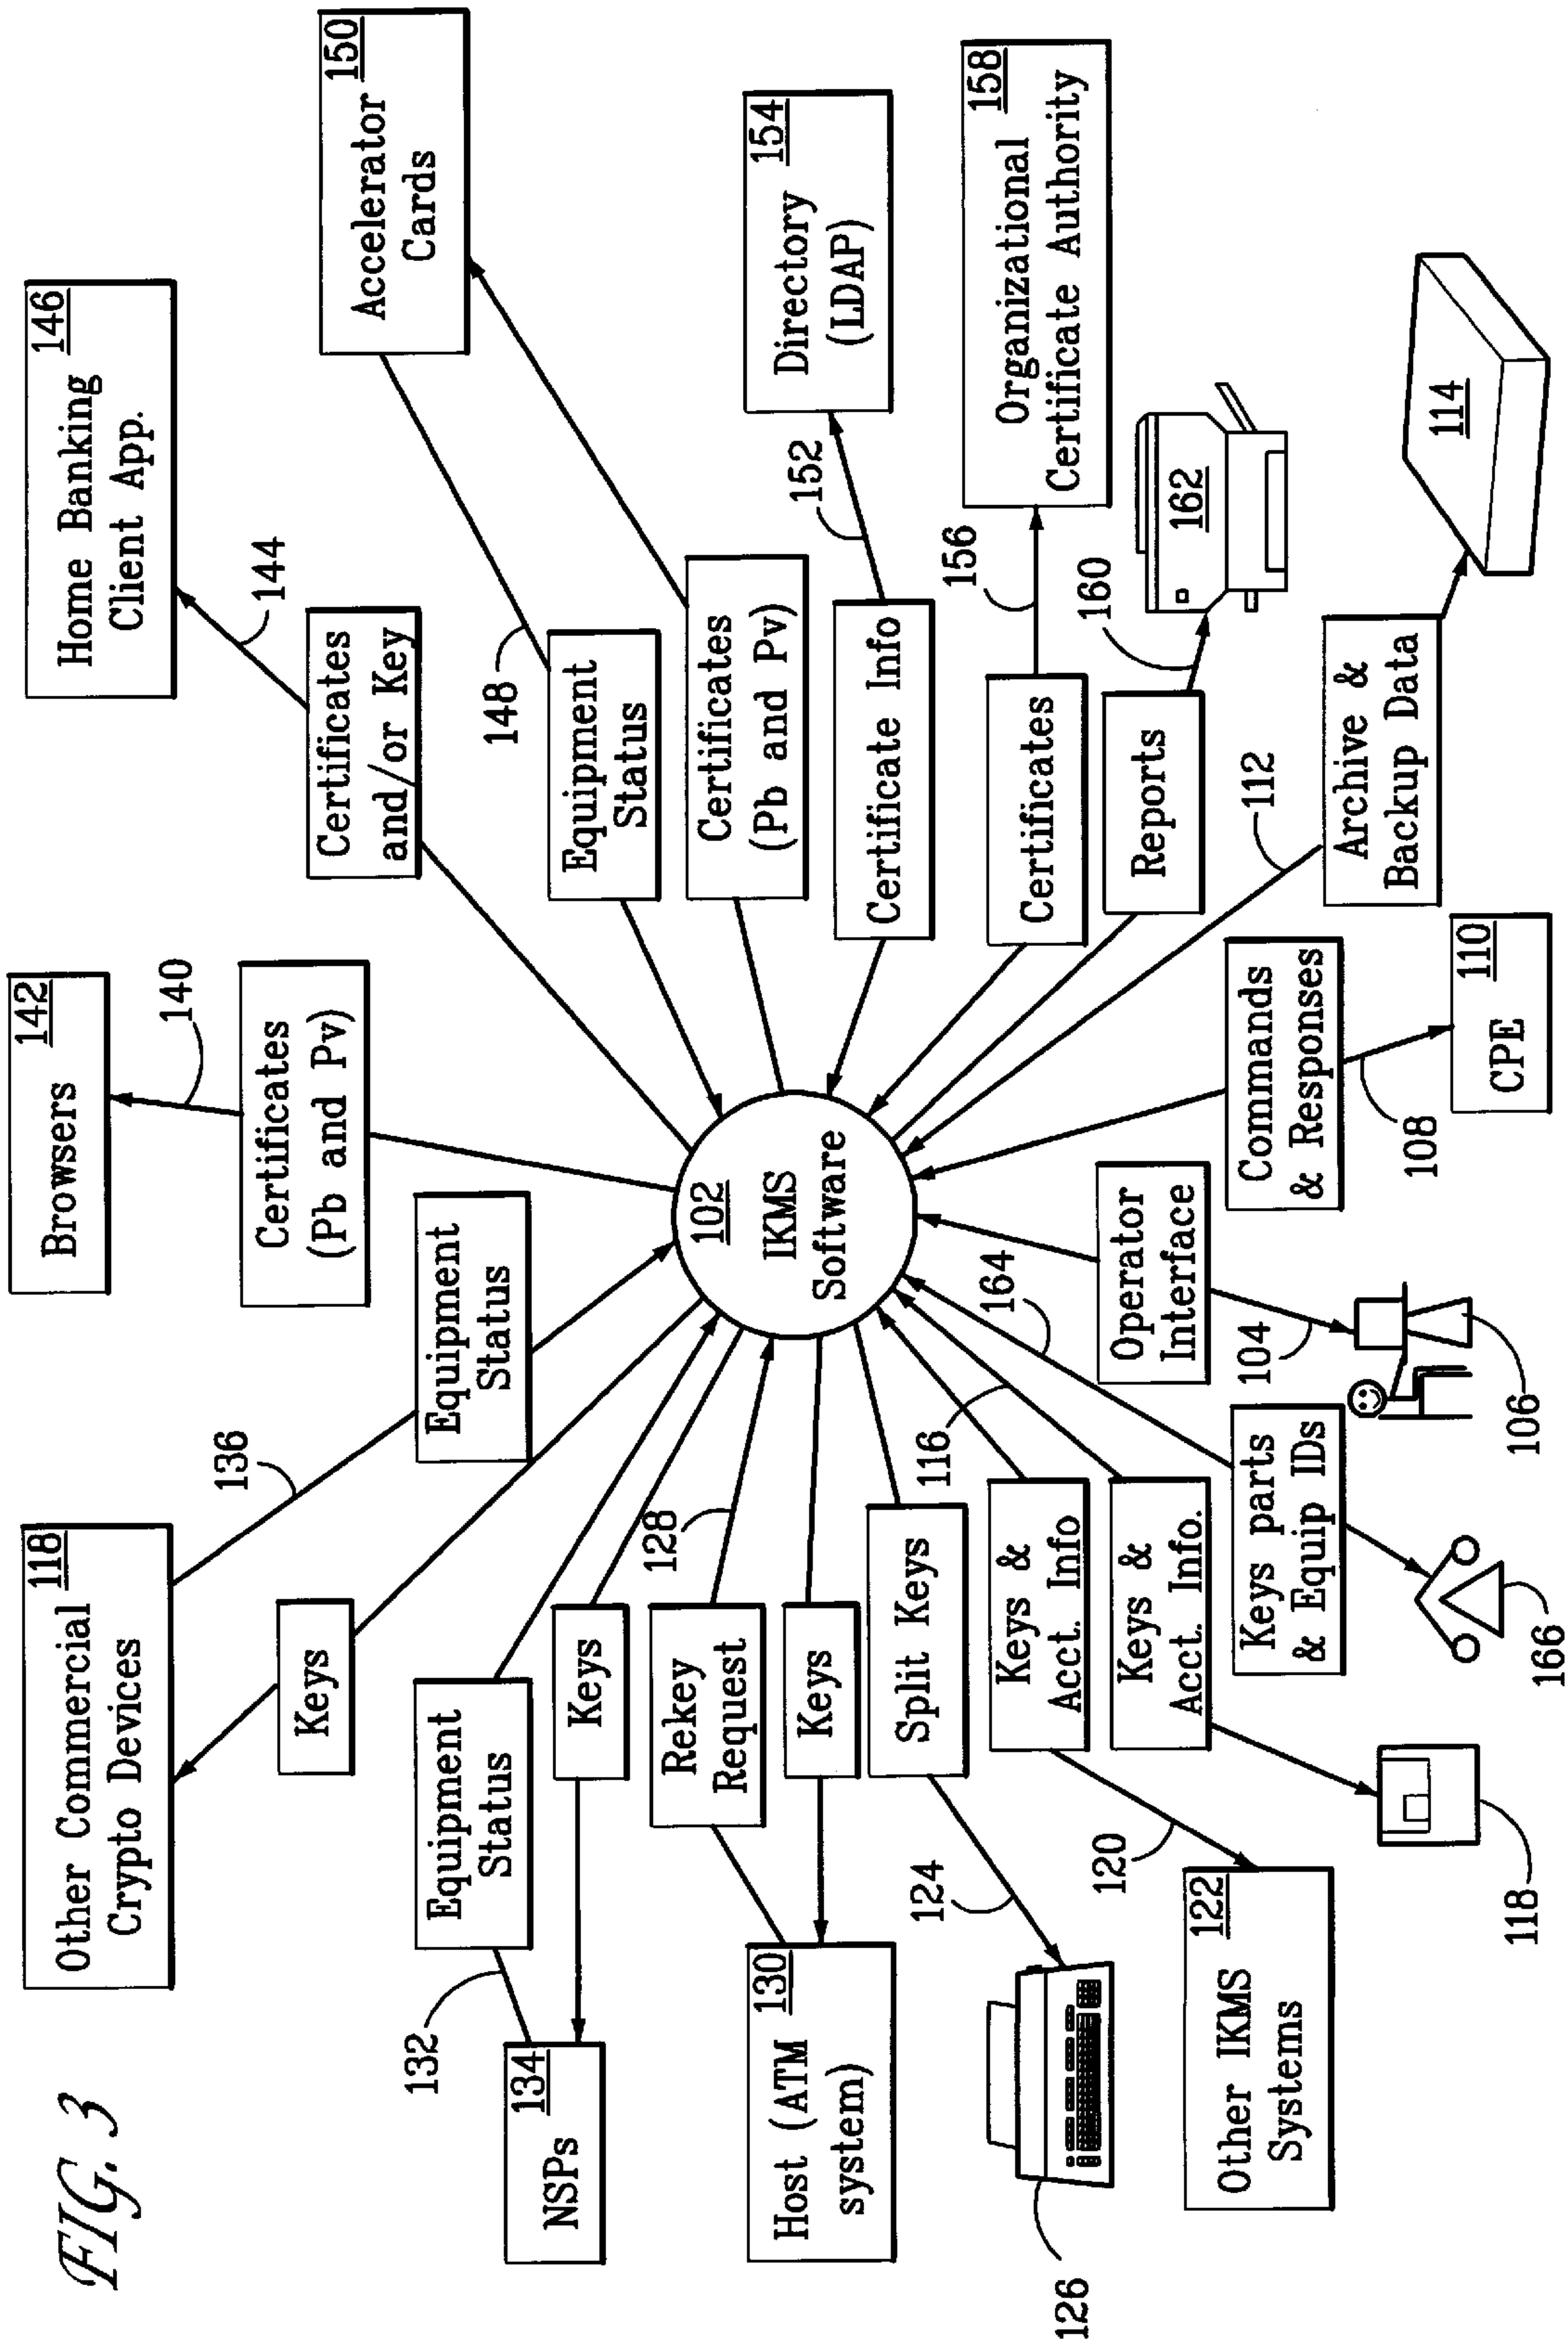 FIG. 3
118
Other Commercial
Crypto Devices
136
142
Browsers
140
146
Home Banking
Client App.
144
150
Accelerator
Cards
148
Keys
Equipment
Status
Certificates
(Pb and Pv)
Certificates
and/or Key
Equipment
Status
Certificates
(Pb and Pv)
132
134
NSPs
Equipment
Status
Keys
128
Rekey
Request
Keys
130
Host (ATM
system)
102
IKMS
Software
154
Directory
(LDAP)
152
Certificate Info
124
126
Split Keys
116
164
Keys &
Acct. Info
Keys &
Acct. Info.
120
122
Other IKMS
Systems
118
Keys parts
& Equip IDs
166
Operator
Interface
104
106
Commands
& Responses
108
110
CPE
156
158
Organizational
Certificate Authority
Certificates
Reports
160
162
112
Archive &
Backup Data
114